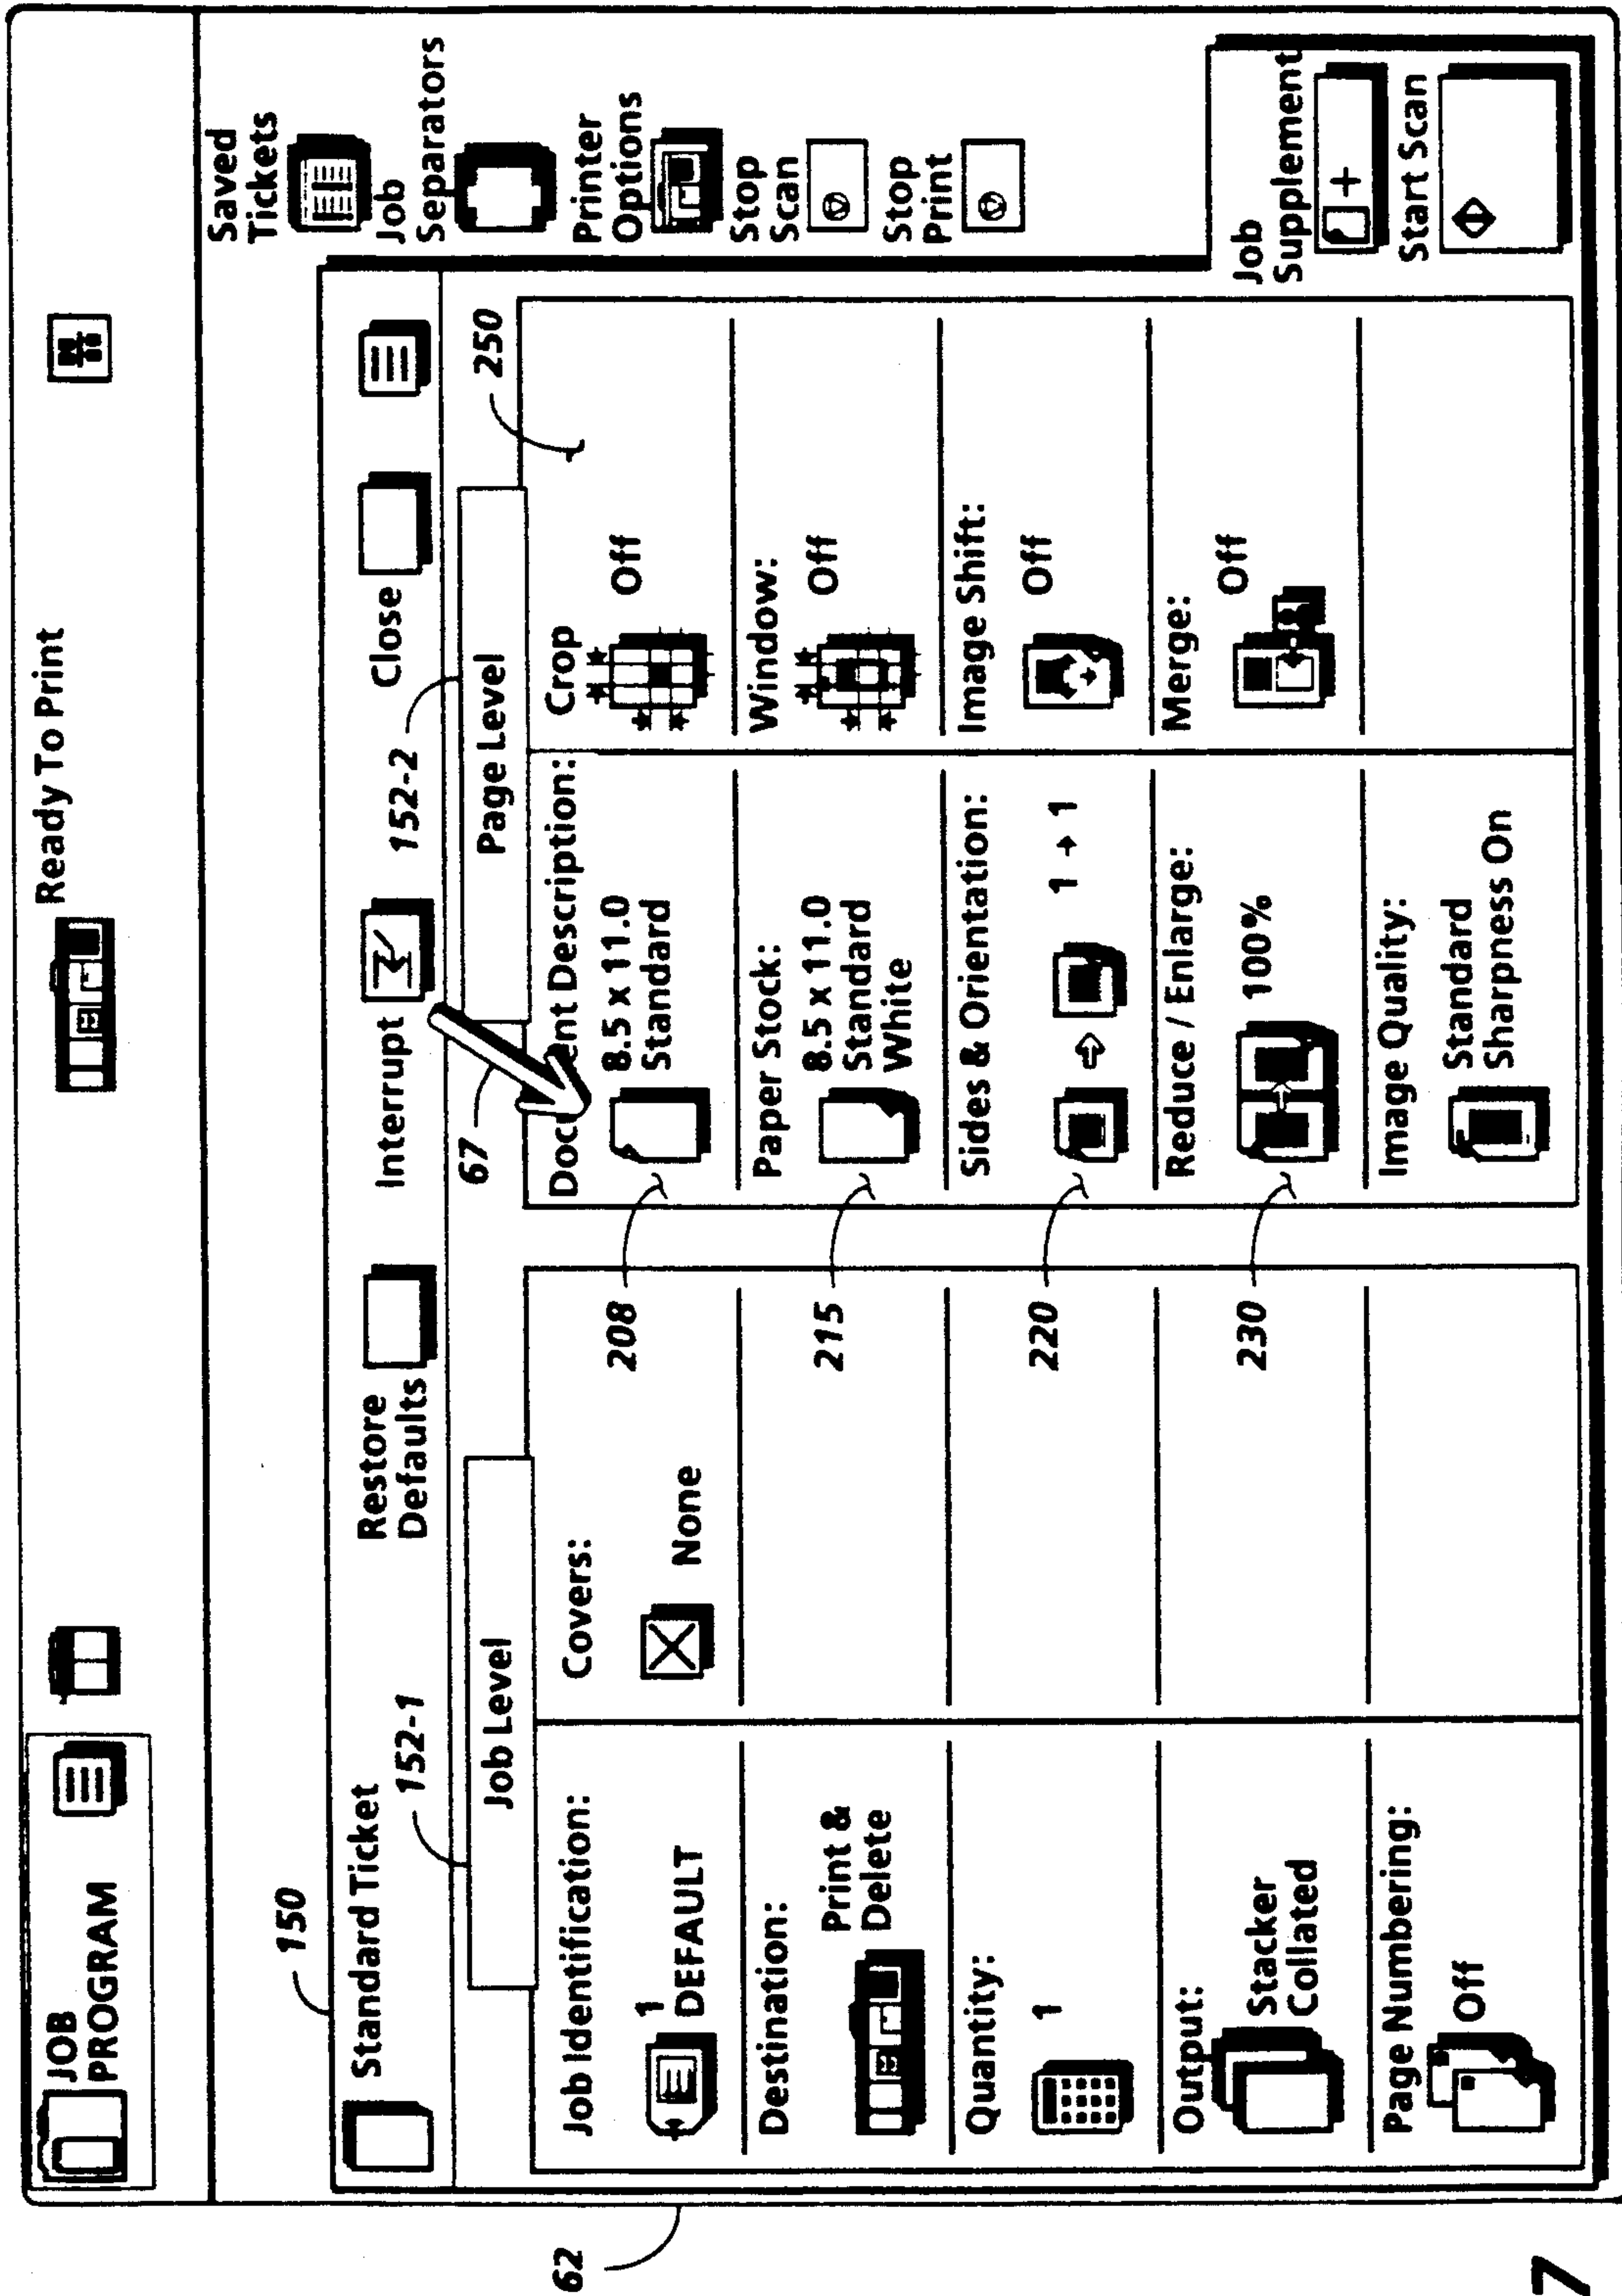 JOB
PROGRAM
Ready To Print
150
Standard Ticket
Restore
Defaults
Interrupt
Close
152-1
67
152-2
Job Level
Page Level
250
Job Identification:
1
DEFAULT
Covers:
None
Destination:
Print &
Delete
Quantity:
1
Output:
Stacker
Collated
Page Numbering:
Off
208
215
220
230
Document Description:
8.5 x 11.0
Standard
Paper Stock:
8.5 x 11.0
Standard
White
Sides & Orientation:
1 → 1
Reduce / Enlarge:
100%
Image Quality:
Standard
Sharpness On
Crop
Off
Window:
Off
Image Shift:
Off
Merge:
Off
Saved
Tickets
Job
Separators
Printer
Options
Stop
Scan
Stop
Print
Job
Supplement
+
Start Scan
62
7